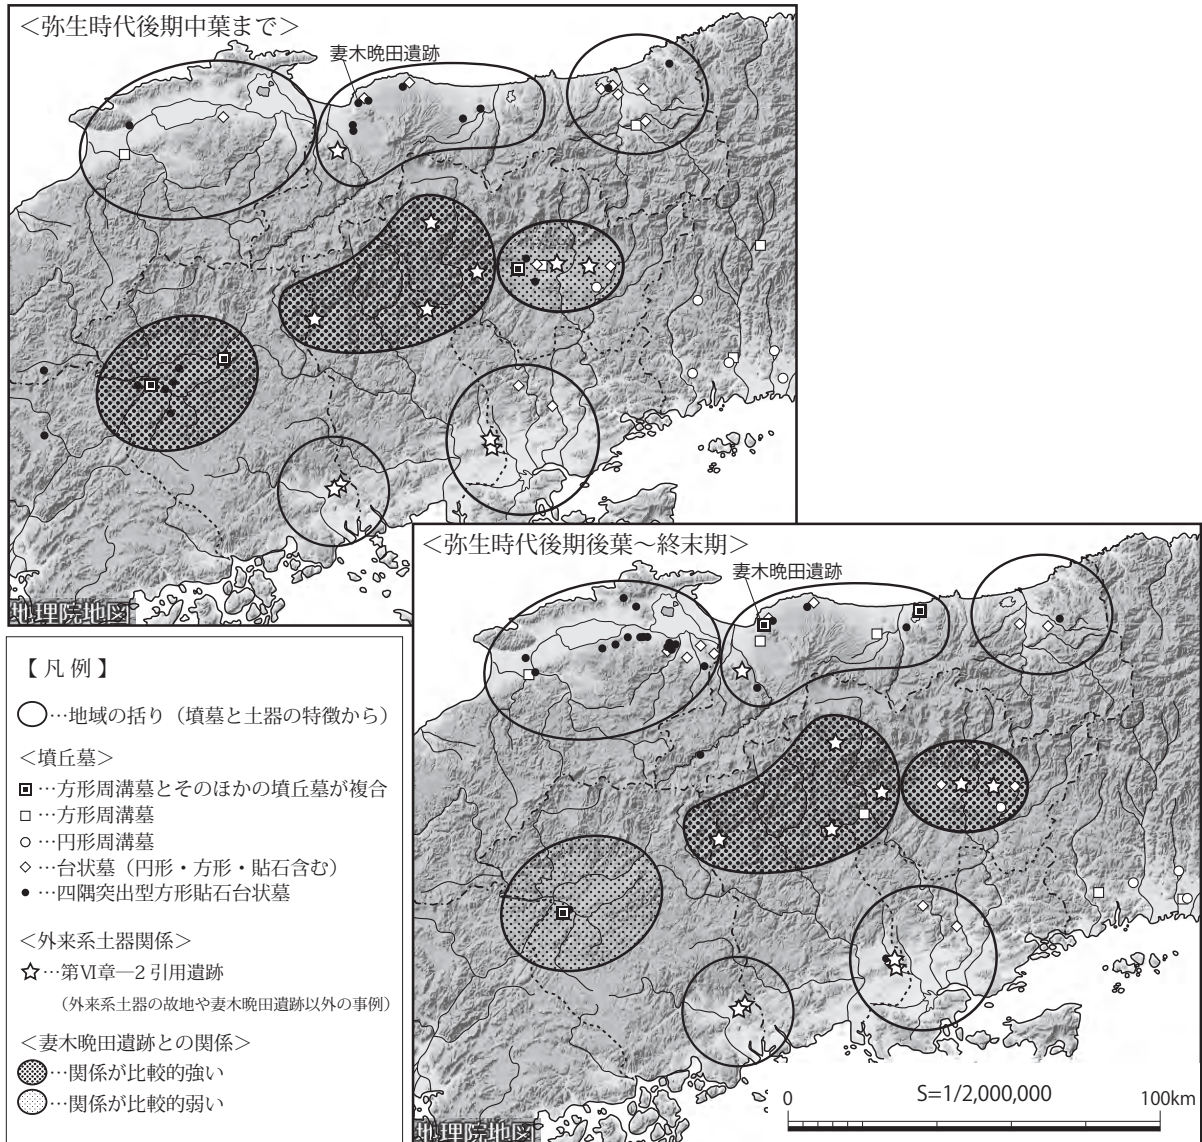 ＜弥生時代後期中葉まで＞
妻木晩田遺跡
地理院地図
＜弥生時代後期後葉～終末期＞
妻木晩田遺跡
【凡例】
…地域の括り（墳墓と土器の特徴から）
＜墳丘墓＞
…方形周溝墓とそのほかの墳丘墓が複合
…方形周溝墓
…円形周溝墓
…台状墓（円形・方形・貼石含む）
…四隅突出型方形貼石台状墓
＜外来系土器関係＞
…第Ⅵ章―2 引用遺跡
（外来系土器の故地や妻木晩田遺跡以外の事例）
＜妻木晩田遺跡との関係＞
…関係が比較的強い
…関係が比較的弱い
S=1/2,000,000
0 100km
地理院地図